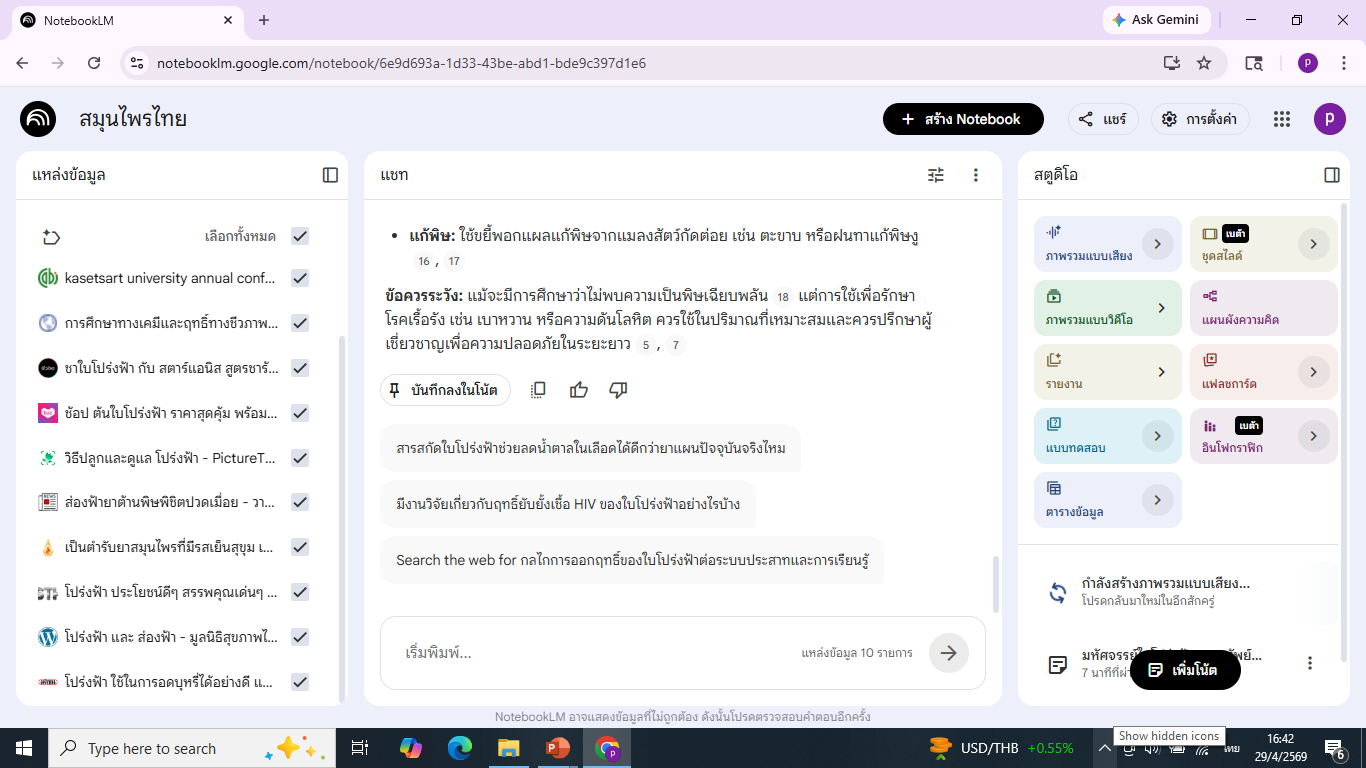 NotebookLM
Ask Gemini
notebooklm.google.com/notebook/6e9d693a-1d33-43be-abd1-bde9c397d1e6
p
สมุนไพรไทย
สร้าง Notebook
แชร์
การตั้งค่า
p
แหล่งข้อมูล
เลือกทั้งหมด
kasetsart university annual conf...
การศึกษาทางเคมีและฤทธิ์ทางชีวภาพ...
ชาใบโปร่งฟ้า กับ สตาร์แอนิส สูตรชารั...
ช้อป ต้นใบโปร่งฟ้า ราคาสุดคุ้ม พร้อม...
วิธีปลูกและดูแล โปร่งฟ้า - PictureT...
ส่องฟ้ายาต้านพิษพิชิตปวดเมื่อย - วา...
เป็นตำรับยาสมุนไพรที่มีรสเย็นสุขุม เ...
โปร่งฟ้า ประโยชน์ดีๆ สรรพคุณเด่นๆ ...
โปร่งฟ้า และ ส่องฟ้า - มูลนิธิสุขภาพไ...
โปร่งฟ้า ใช้ในการอดบุหรี่ได้อย่างดี แ...
แชท
แก้พิษ: ใช้ขยี้พอกแผลแก้พิษจากแมลงสัตว์กัดต่อย เช่น ตะขาบ หรือฝนทาแก้พิษงู
16 , 17
ข้อควรระวัง: แม้จะมีการศึกษาว่าไม่พบความเป็นพิษเฉียบพลัน 18 แต่การใช้เพื่อรักษา
โรคเรื้อรัง เช่น เบาหวาน หรือความดันโลหิต ควรใช้ในปริมาณที่เหมาะสมและควรปรึกษาผู้
เชี่ยวชาญเพื่อความปลอดภัยในระยะยาว 5 , 7
บันทึกลงในโน้ต
สารสกัดใบโปร่งฟ้าช่วยลดน้ำตาลในเลือดได้ดีกว่ายาแผนปัจจุบันจริงไหม
มีงานวิจัยเกี่ยวกับฤทธิ์ยับยั้งเชื้อ HIV ของใบโปร่งฟ้าอย่างไรบ้าง
Search the web for กลไกการออกฤทธิ์ของใบโปร่งฟ้าต่อระบบประสาทและการเรียนรู้
เริ่มพิมพ์...
แหล่งข้อมูล 10 รายการ
NotebookLM อาจแสดงข้อมูลที่ไม่ถูกต้อง ดังนั้นโปรดตรวจสอบคำตอบอีกครั้ง
สตูดิโอ
ภาพรวมแบบเสียง
เบต้า
ชุดสไลด์
ภาพรวมแบบวิดีโอ
แผนผังความคิด
รายงาน
แฟลชการ์ด
แบบทดสอบ
เบต้า
อินโฟกราฟิก
ตารางข้อมูล
กำลังสร้างภาพรวมแบบเสียง...
โปรดกลับมาใหม่ในอีกสักครู่
มหัศจรรย์ใบโปร่งฟ้า
7 นาทีที่
เพิ่มโน้ต
Show hidden icons
Type here to search
USD/THB +0.55%
ไทย
16:42
29/4/2569
6